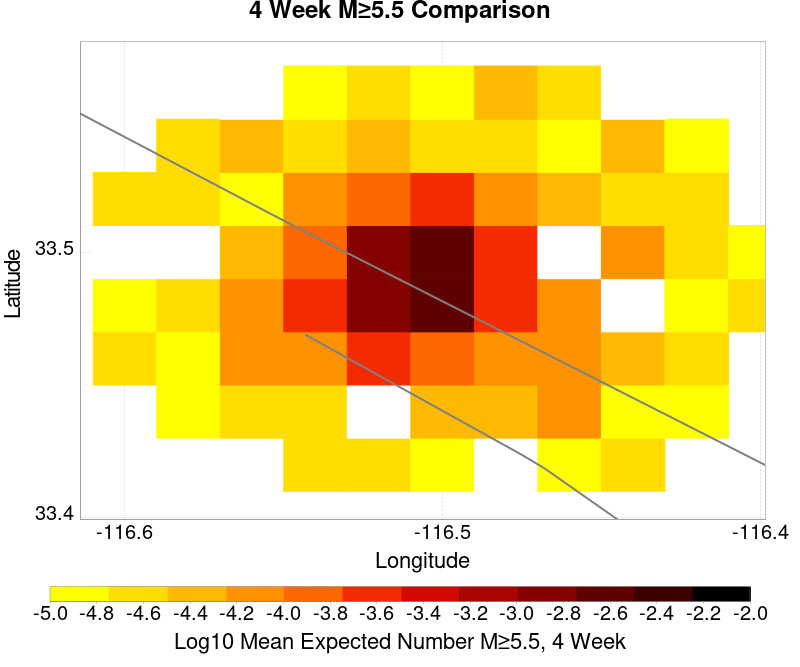 4 Week M≥5.5 Comparison
Latitude
33.5
33.4
-116.6 -116.5 -116.4
Longitude
-5.0 -4.8 -4.6 -4.4 -4.2 -4.0 -3.8 -3.6 -3.4 -3.2 -3.0 -2.8 -2.6 -2.4 -2.2 -2.0
Log10 Mean Expected Number M≥5.5, 4 Week